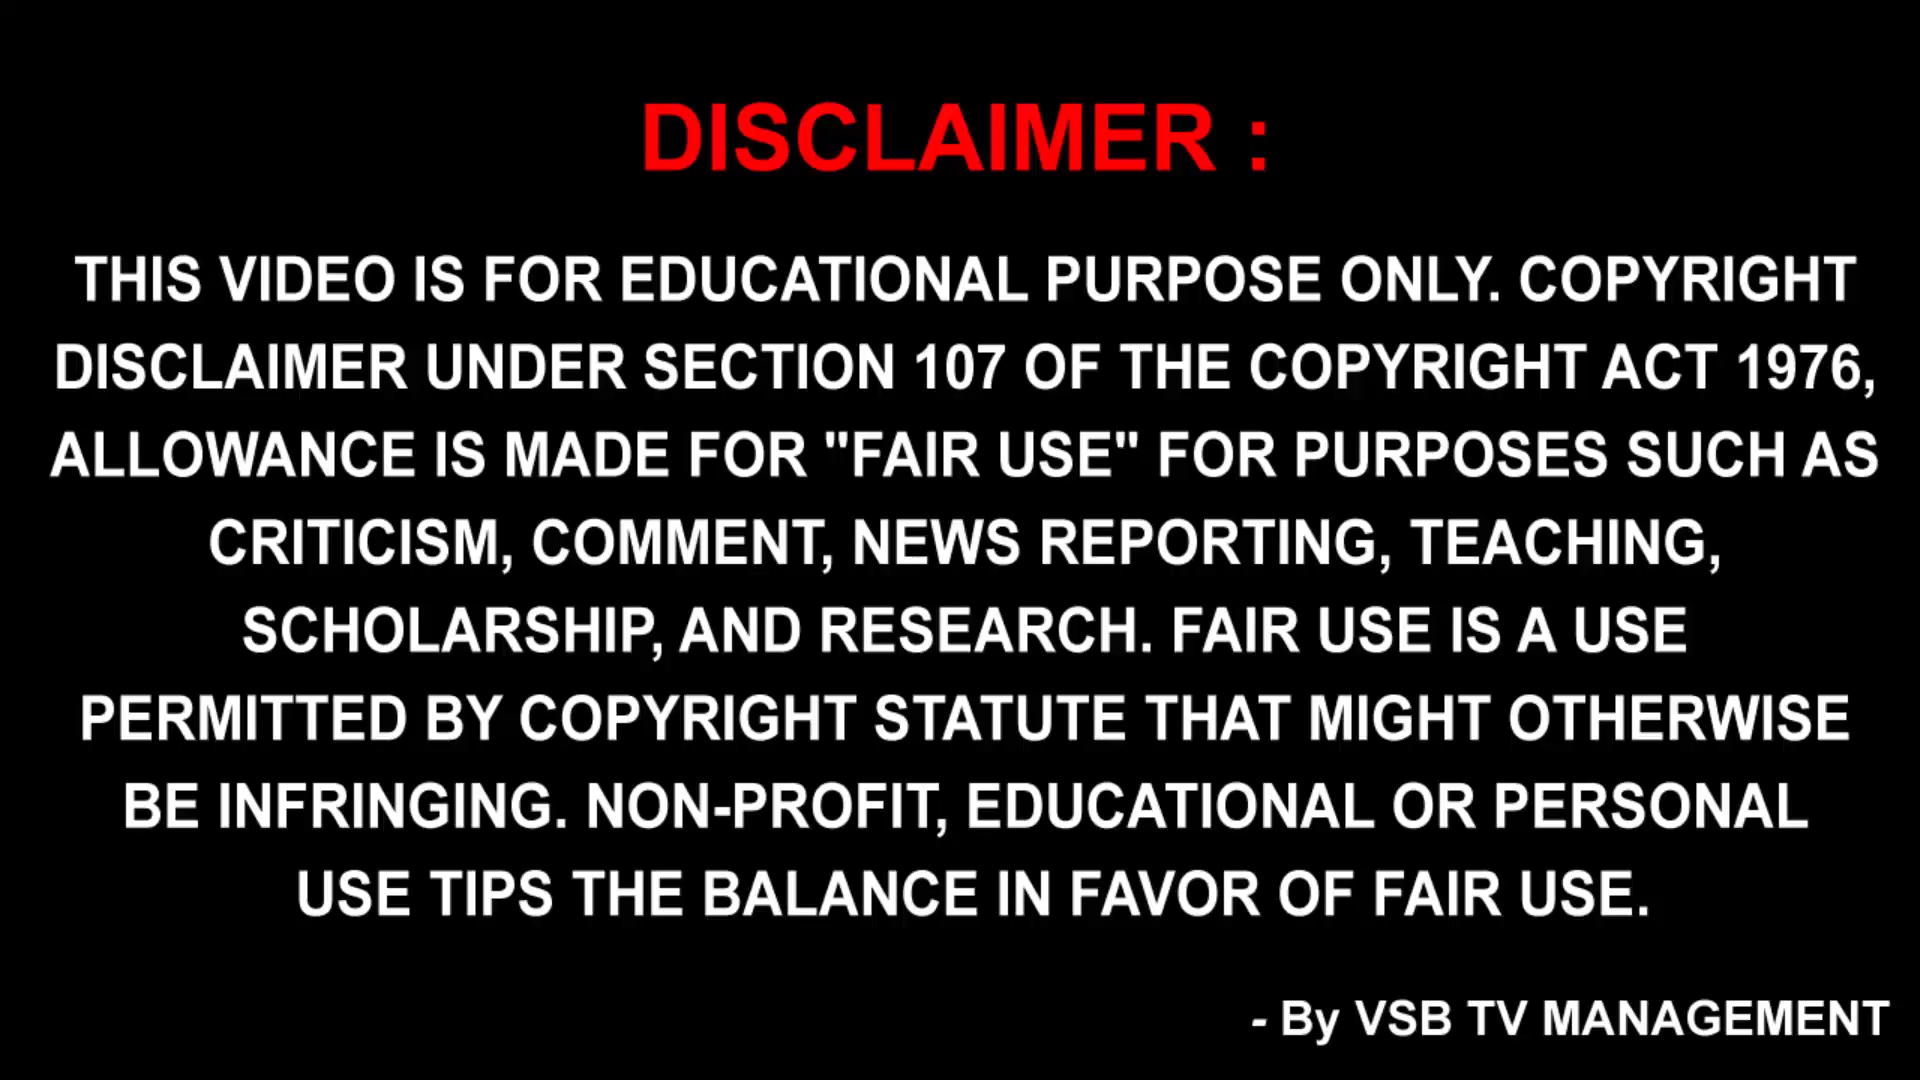 DISCLAIMER :
THIS VIDEO IS FOR EDUCATIONAL PURPOSE ONLY. COPYRIGHT
DISCLAIMER UNDER SECTION 107 OF THE COPYRIGHT ACT 1976,
ALLOWANCE IS MADE FOR "FAIR USE" FOR PURPOSES SUCH AS
CRITICISM, COMMENT, NEWS REPORTING, TEACHING,
SCHOLARSHIP, AND RESEARCH. FAIR USE IS A USE
PERMITTED BY COPYRIGHT STATUTE THAT MIGHT OTHERWISE
BE INFRINGING. NON-PROFIT, EDUCATIONAL OR PERSONAL
USE TIPS THE BALANCE IN FAVOR OF FAIR USE.
- By VSB TV MANAGEMENT